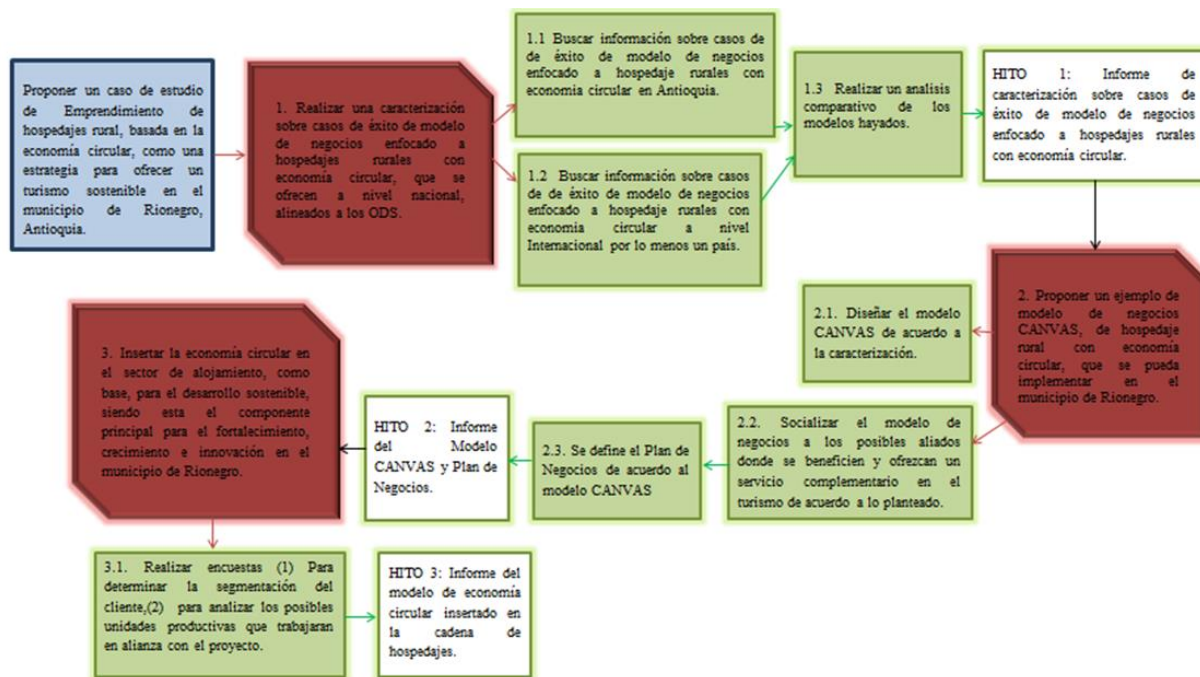 Proponer un caso de estudio
de Emprendimiento de
hospedajes rural, basada en la
economía circular, como una
estrategia para ofrecer un
turismo sostenible en el
municipio de Rionegro,
Antioquia.
1. Realizar una caracterización
sobre casos de éxito de modelo
de negocios enfocado a
hospedajes rurales con
economía circular, que se
ofrecen a nivel nacional,
alineados a los ODS.
1.1 Buscar información sobre casos de
de éxito de modelo de negocios
enfocado a hospedaje rurales con
economia circular en Antioquia.
1.2 Buscar información sobre casos
de de éxito de modelo de negocios
enfocado a hospedaje rurales con
economia circular a nivel
Internacional por lo menos un país.
1.3 Realizar un analisis
comparativo de los
modelos hayados.
HITO 1: Informe de
caracterización sobre casos de
éxito de modelo de negocios
enfocado a hospedajes rurales
con economía circular.
2. Proponer un ejemplo de
modelo de negocios
CANVAS, de hospedaje
rural con economía
circular, que se pueda
implementar en el
municipio de Rionegro.
2.1. Diseñar el modelo
CANVAS de acuerdo a
la caracterización.
2.2. Socializar el modelo de
negocios a los posibles aliados
donde se beneficien y ofrezcan un
servicio complementario en el
turismo de acuerdo a lo planteado.
2.3. Se define el Plan de
Negocios de acuerdo al
modelo CANVAS
HITO 2: Informe
del Modelo
CANVAS y Plan de
Negocios.
3. Insertar la economía circular en
el sector de alojamiento, como
base, para el desarrollo sostenible,
siendo esta el componente
principal para el fortalecimiento,
crecimiento e innovación en el
municipio de Rionegro.
3.1. Realizar encuestas (1) Para
determinar la segmentación del
cliente,(2) para analizar los posibles
unidades productivas que trabajaran
en alianza con el proyecto.
HITO 3: Informe del
modelo de economía
circular insertado en
la cadena de
hospedajes.